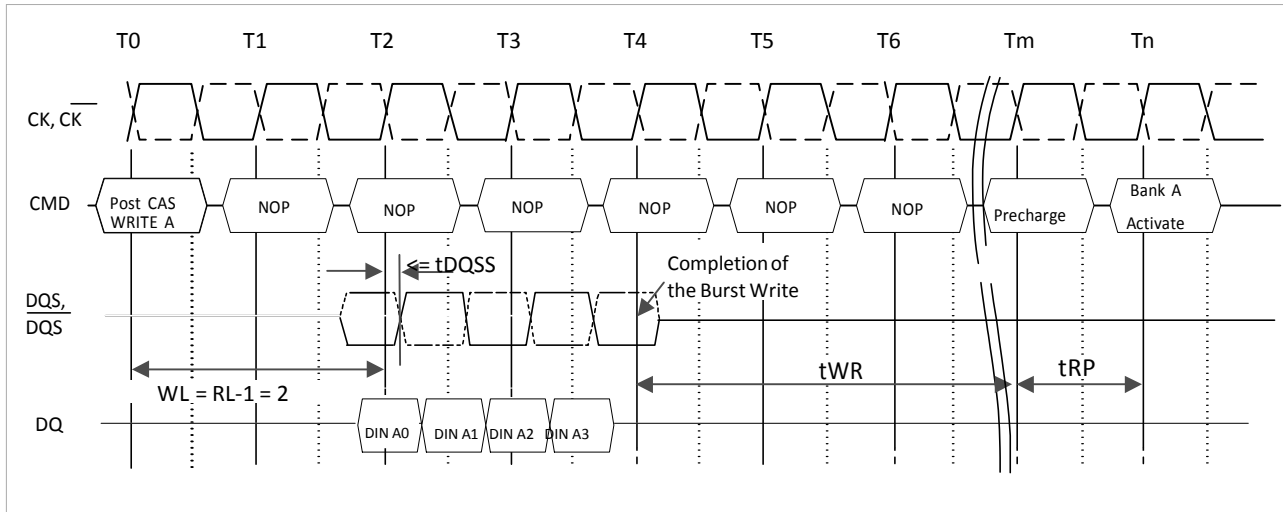 T0 T1 T2 T3 T4 T5 T6 Tm Tn
CK, CK
CMD
Post CAS
WRITE A
NOP
NOP
NOP
NOP
NOP
NOP
Precharge
Bank A
Activate
<= tDQSS
Completion of
the Burst Write
DQS,
DQS
WL = RL-1 = 2
tWR
tRP
DQ
DIN A0
DIN A1
DIN A2
DIN A3